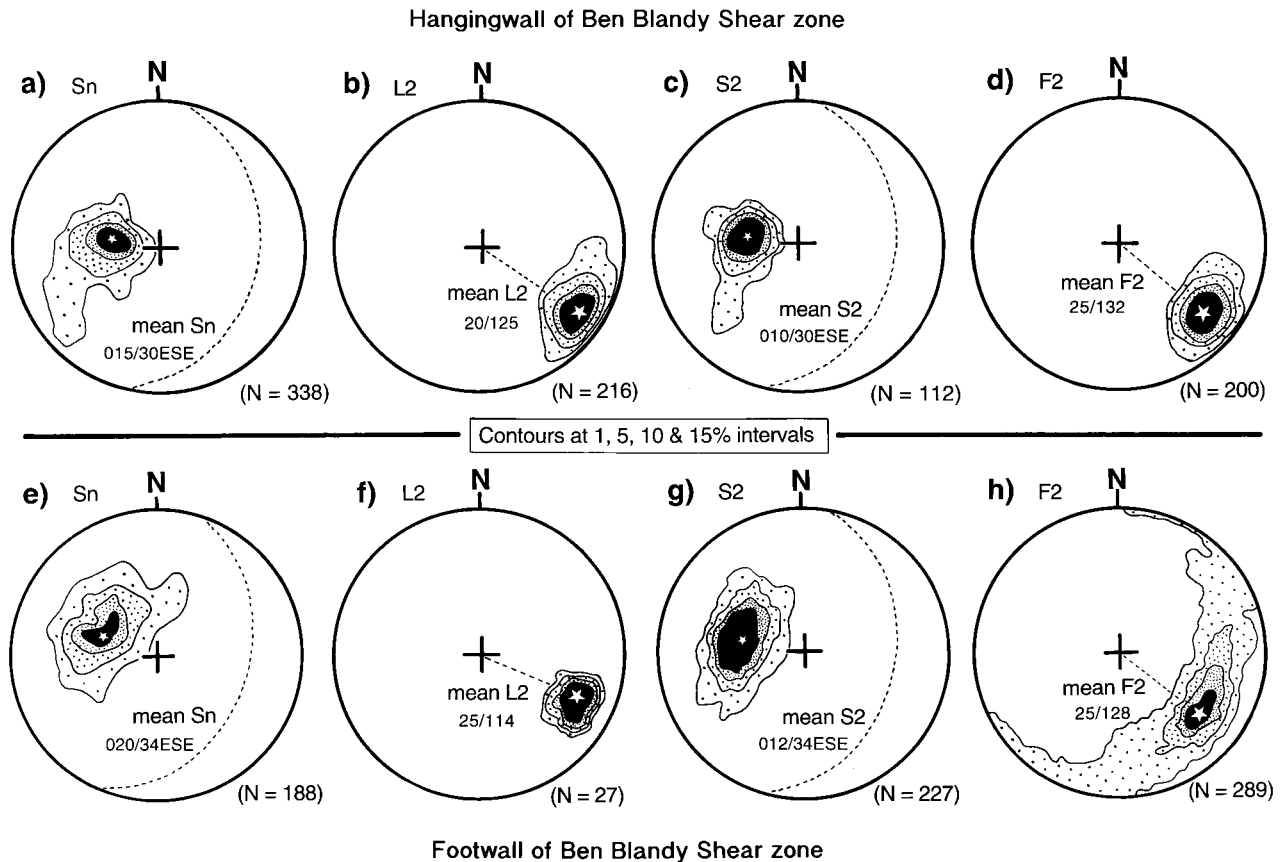 Hangingwall of Ben Blandy Shear zone
a) Sn N
b) L2 N
c) S2 N
d) F2 N
mean Sn
015/30ESE
(N = 338)
mean L2
20/125
(N = 216)
mean S2
010/30ESE
(N = 112)
mean F2
25/132
(N = 200)
Contours at 1, 5, 10 & 15% intervals
e) Sn N
f) L2 N
g) S2 N
h) F2 N
mean Sn
020/34ESE
(N = 188)
mean L2
25/114
(N = 27)
mean S2
012/34ESE
(N = 227)
mean F2
25/128
(N = 289)
Footwall of Ben Blandy Shear zone